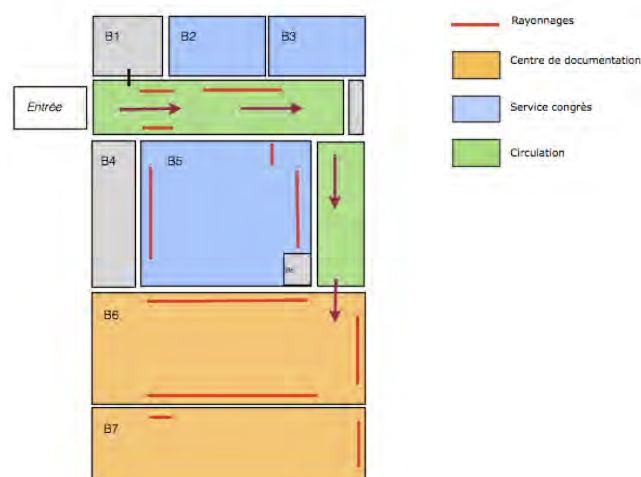 B1
B2
B3
Entrée
B4
B5
B6
B7
Rayonnages
Centre de documentation
Service congrès
Circulation